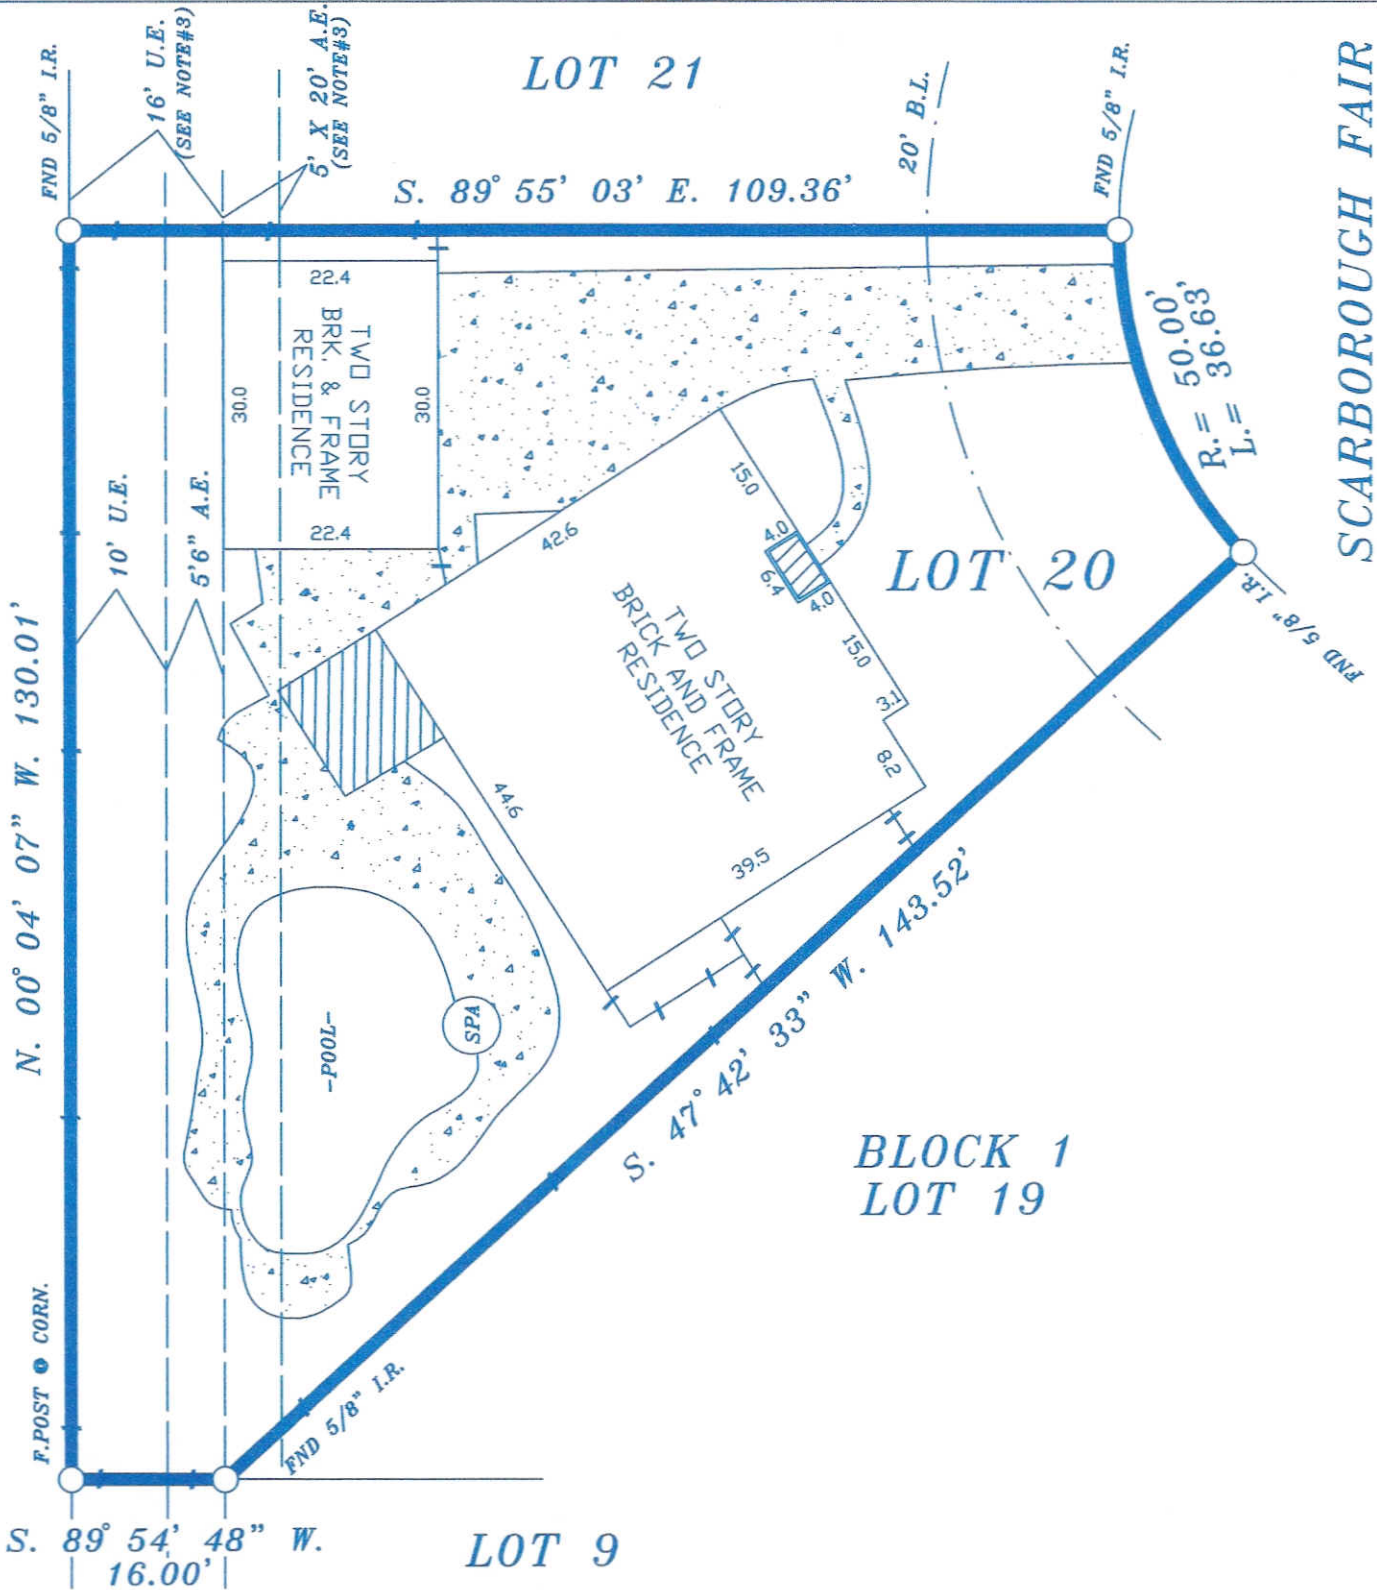 FND 5/8" I.R.
16' U.E.
(SEE NOTE#3)
5' X 20' A.E.
(SEE NOTE#3)
LOT 21
20' B.L.
FND 5/8" I.R.
SCARBOROUGH FAIR
S. 89° 55' 03' E. 109.36'
R.= 50.00'
L.= 36.63'
22.4
TWO STORY
BRK. & FRAME
RESIDENCE
30.0
30.0
22.4
10' U.E.
5'6" A.E.
15.0
4.0
6.4
4.0
42.6
LOT 20
FND 5/8" I.R.
TWO STORY
BRICK AND FRAME
RESIDENCE
15.0
3.1
8.2
44.6
39.5
N. 00° 04' 07" W. 130.01'
S. 47° 42' 33" W. 143.52'
-POOL-
SPA
BLOCK 1
LOT 19
F.POST @ CORN.
FND 5/8" I.R.
S. 89° 54' 48" W.
16.00'
LOT 9